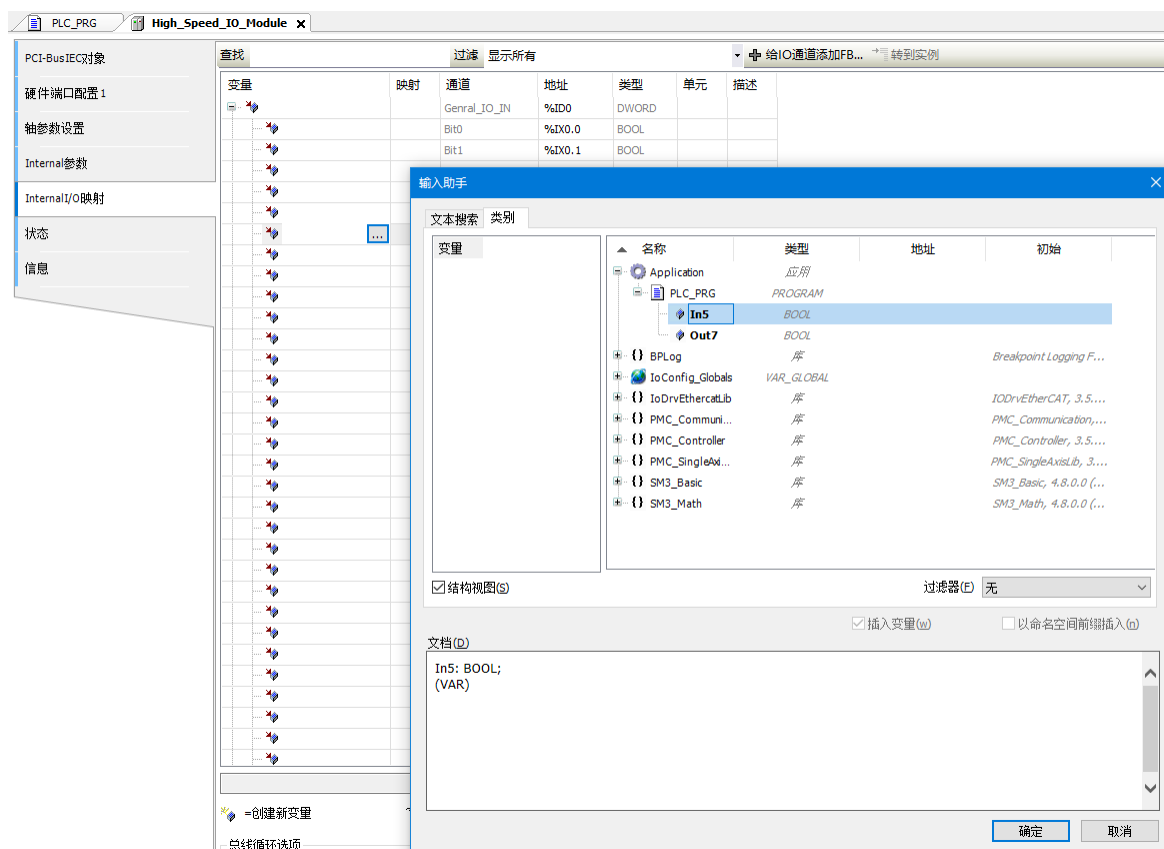 PLC_PRG High_Speed_IO_Module
PCI-BusIEC对象
硬件端口配置1
轴参数设置
Internal参数
InternalI/O映射
状态
信息
查找 过滤 显示所有 给IO通道添加FB... 转到实例
变量 映射 通道 地址 类型 单元 描述
Genral_IO_IN %ID0 DWORD
Bit0 %IX0.0 BOOL
Bit1 %IX0.1 BOOL
...
=创建新变量
总线循环选项
输入助手
文本搜索 类别
变量
名称 类型 地址 初始
Application 应用
PLC_PRG PROGRAM
In5 BOOL
Out7 BOOL
BPLog 库 Breakpoint Logging F...
IoConfig_Globals VAR_GLOBAL
IoDrvEthercatLib 库 IODrvEtherCAT, 3.5....
PMC_Communi... 库 PMC_Communication,...
PMC_Controller 库 PMC_Controller, 3.5....
PMC_SingleAxi... 库 PMC_SingleAxisLib, 3....
SM3_Basic 库 SM3_Basic, 4.8.0.0 (...
SM3_Math 库 SM3_Math, 4.8.0.0 (...
结构视图(S) 过滤器(F) 无
插入变量(w) 以命名空间前缀插入(n)
文档(D)
In5: BOOL;
(VAR)
确定 取消